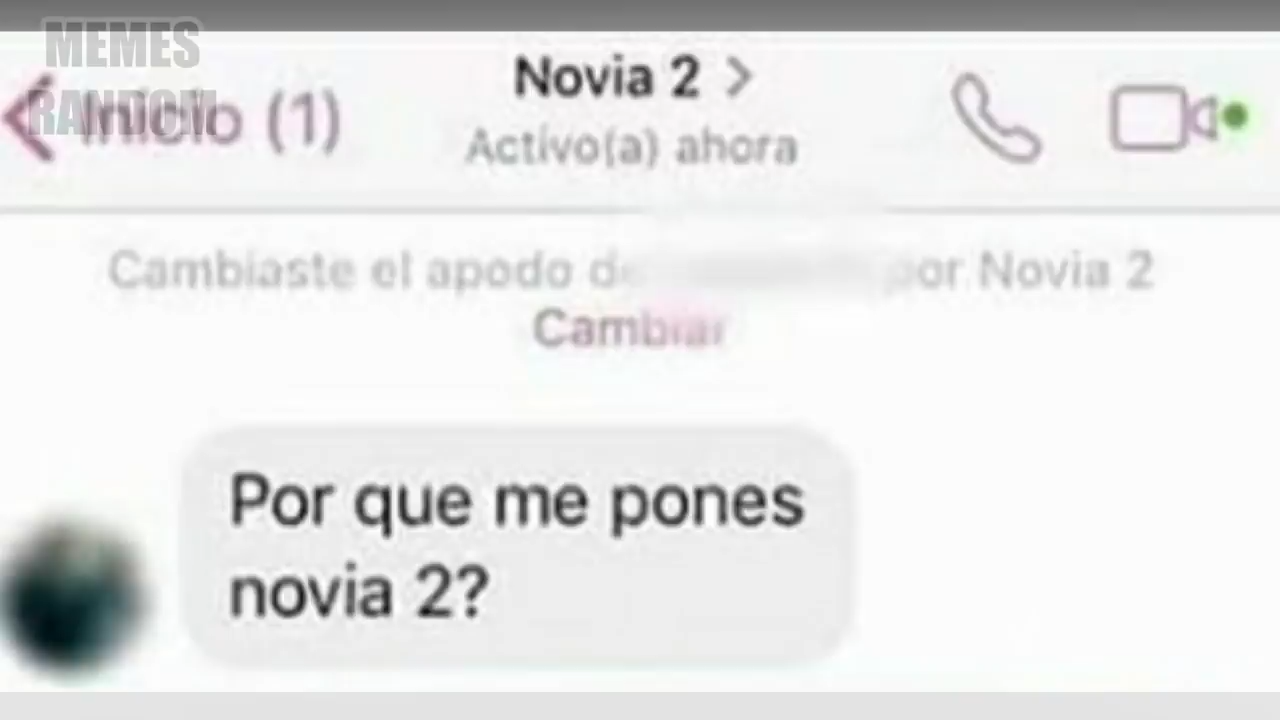 MEMES
RANDOM
Inicio (1)
Novia 2
Activo(a) ahora
Cambiaste el apodo de por Novia 2
Cambiar
Por que me pones
novia 2?